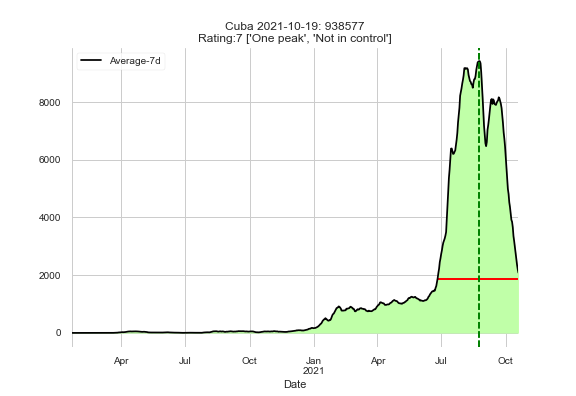 Cuba 2021-10-19: 938577
Rating:7 ['One peak', 'Not in control']
Average-7d
8000
6000
4000
2000
0
Apr Jul Oct Jan Apr Jul Oct
2021
Date